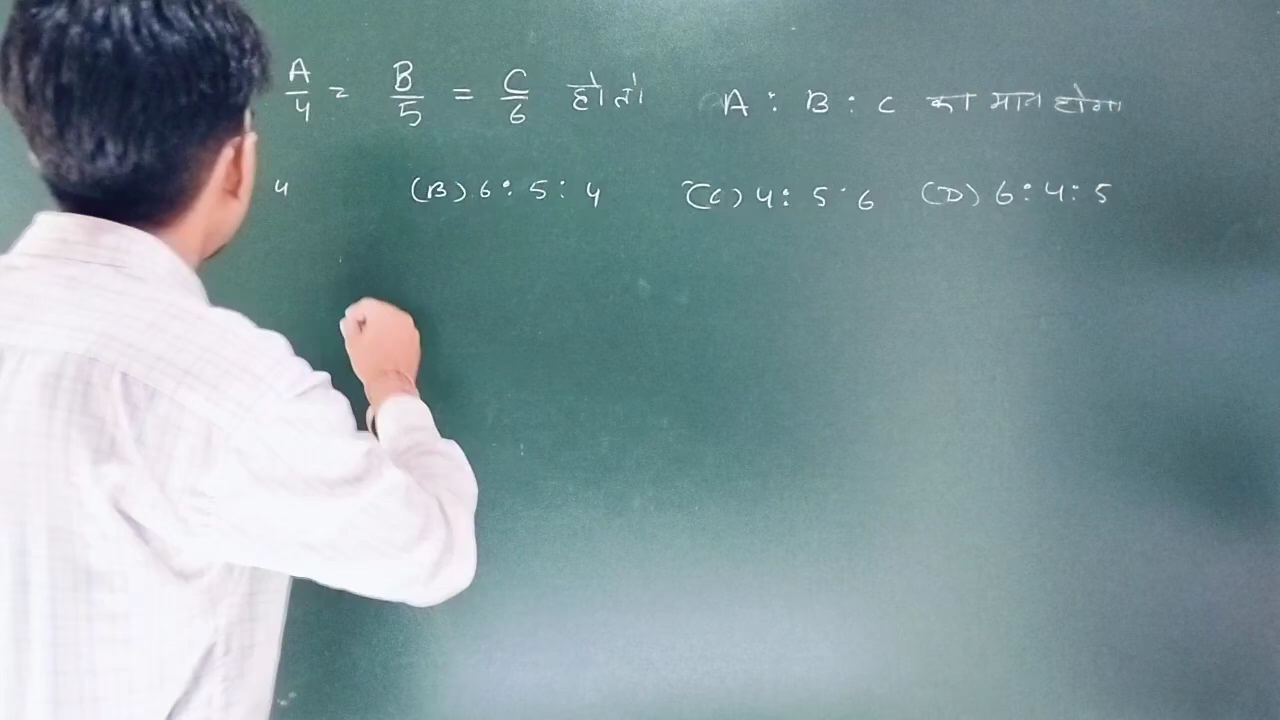 A/4 = B/5 = C/6 हो तो A : B : C का मान होगा
4 (B) 6 : 5 : 4 (C) 4 : 5 : 6 (D) 6 : 4 : 5